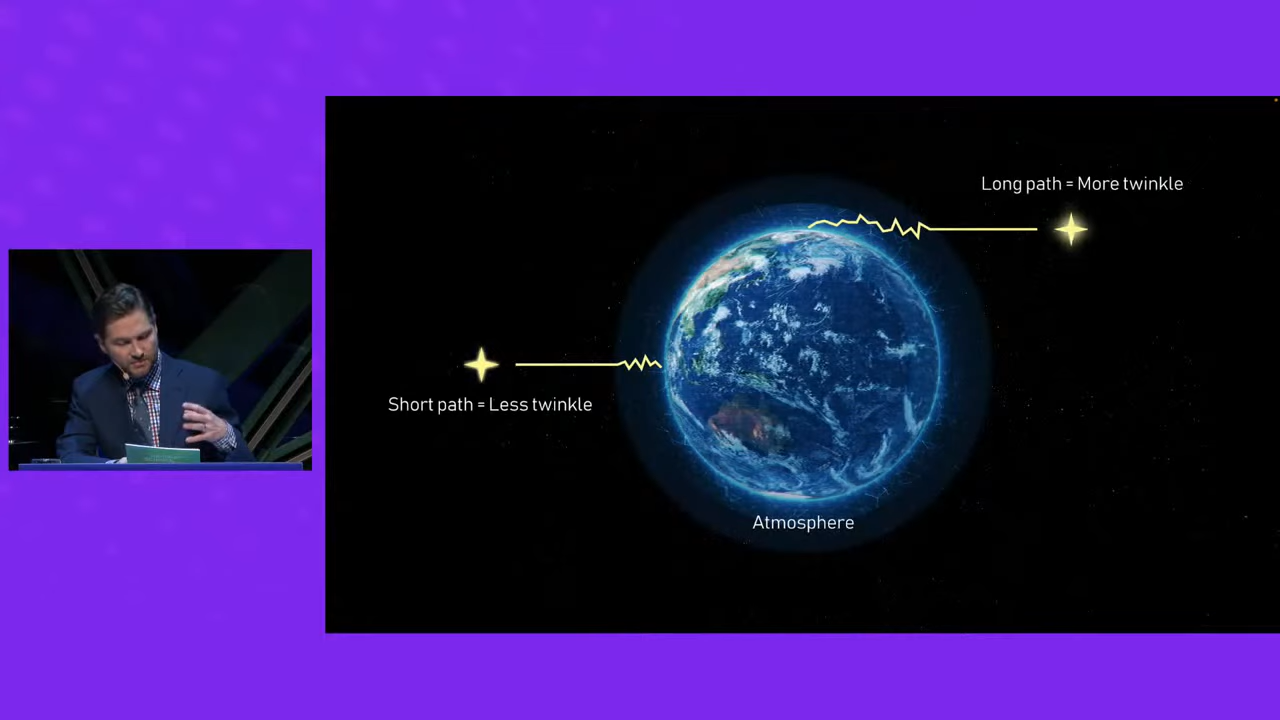 Long path = More twinkle
Short path = Less twinkle
Atmosphere